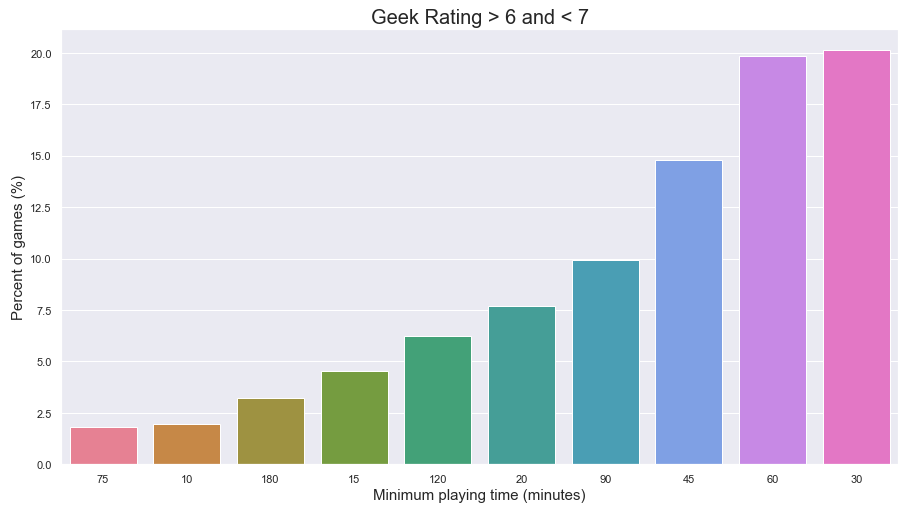 Geek Rating > 6 and < 7
Percent of games (%)
20.0
17.5
15.0
12.5
10.0
7.5
5.0
2.5
0.0
75 10 180 15 120 20 90 45 60 30
Minimum playing time (minutes)